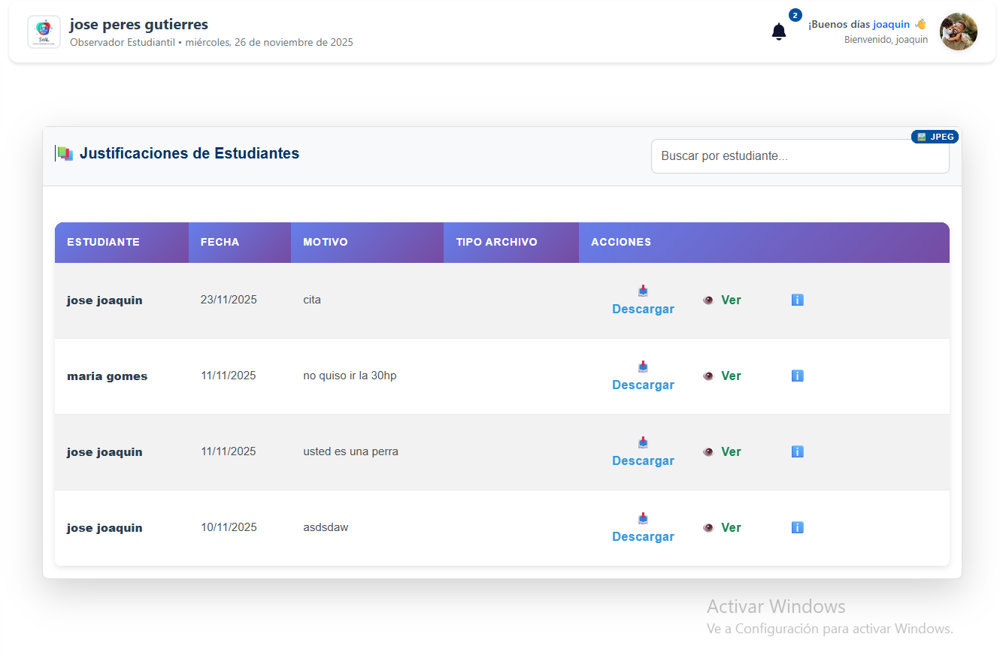 SoAL
jose peres gutierres
Observador Estudiantil • miércoles, 26 de noviembre de 2025
2
¡Buenos días joaquin 👋
Bienvenido, joaquin
Justificaciones de Estudiantes
JPEG
Buscar por estudiante...
ESTUDIANTE FECHA MOTIVO TIPO ARCHIVO ACCIONES
jose joaquin 23/11/2025 cita Descargar Ver i
maria gomes 11/11/2025 no quiso ir la 30hp Descargar Ver i
jose joaquin 11/11/2025 usted es una perra Descargar Ver i
jose joaquin 10/11/2025 asdsdaw Descargar Ver i
Activar Windows
Ve a Configuración para activar Windows.